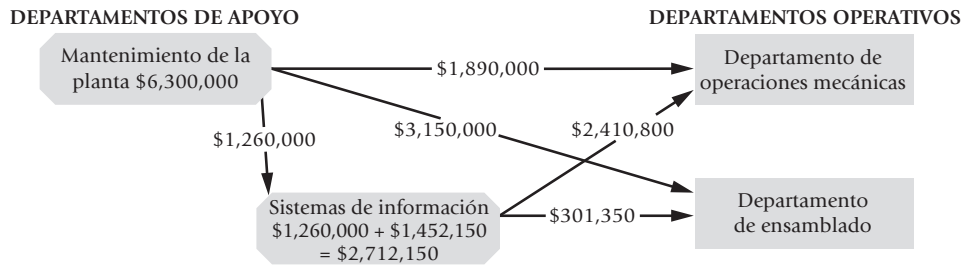 DEPARTAMENTOS DE APOYO
DEPARTAMENTOS OPERATIVOS
Mantenimiento de la
planta $6,300,000
$1,890,000
Departamento de
operaciones mecánicas
$1,260,000
$3,150,000
$2,410,800
Sistemas de información
$1,260,000 + $1,452,150
= $2,712,150
$301,350
Departamento
de ensamblado